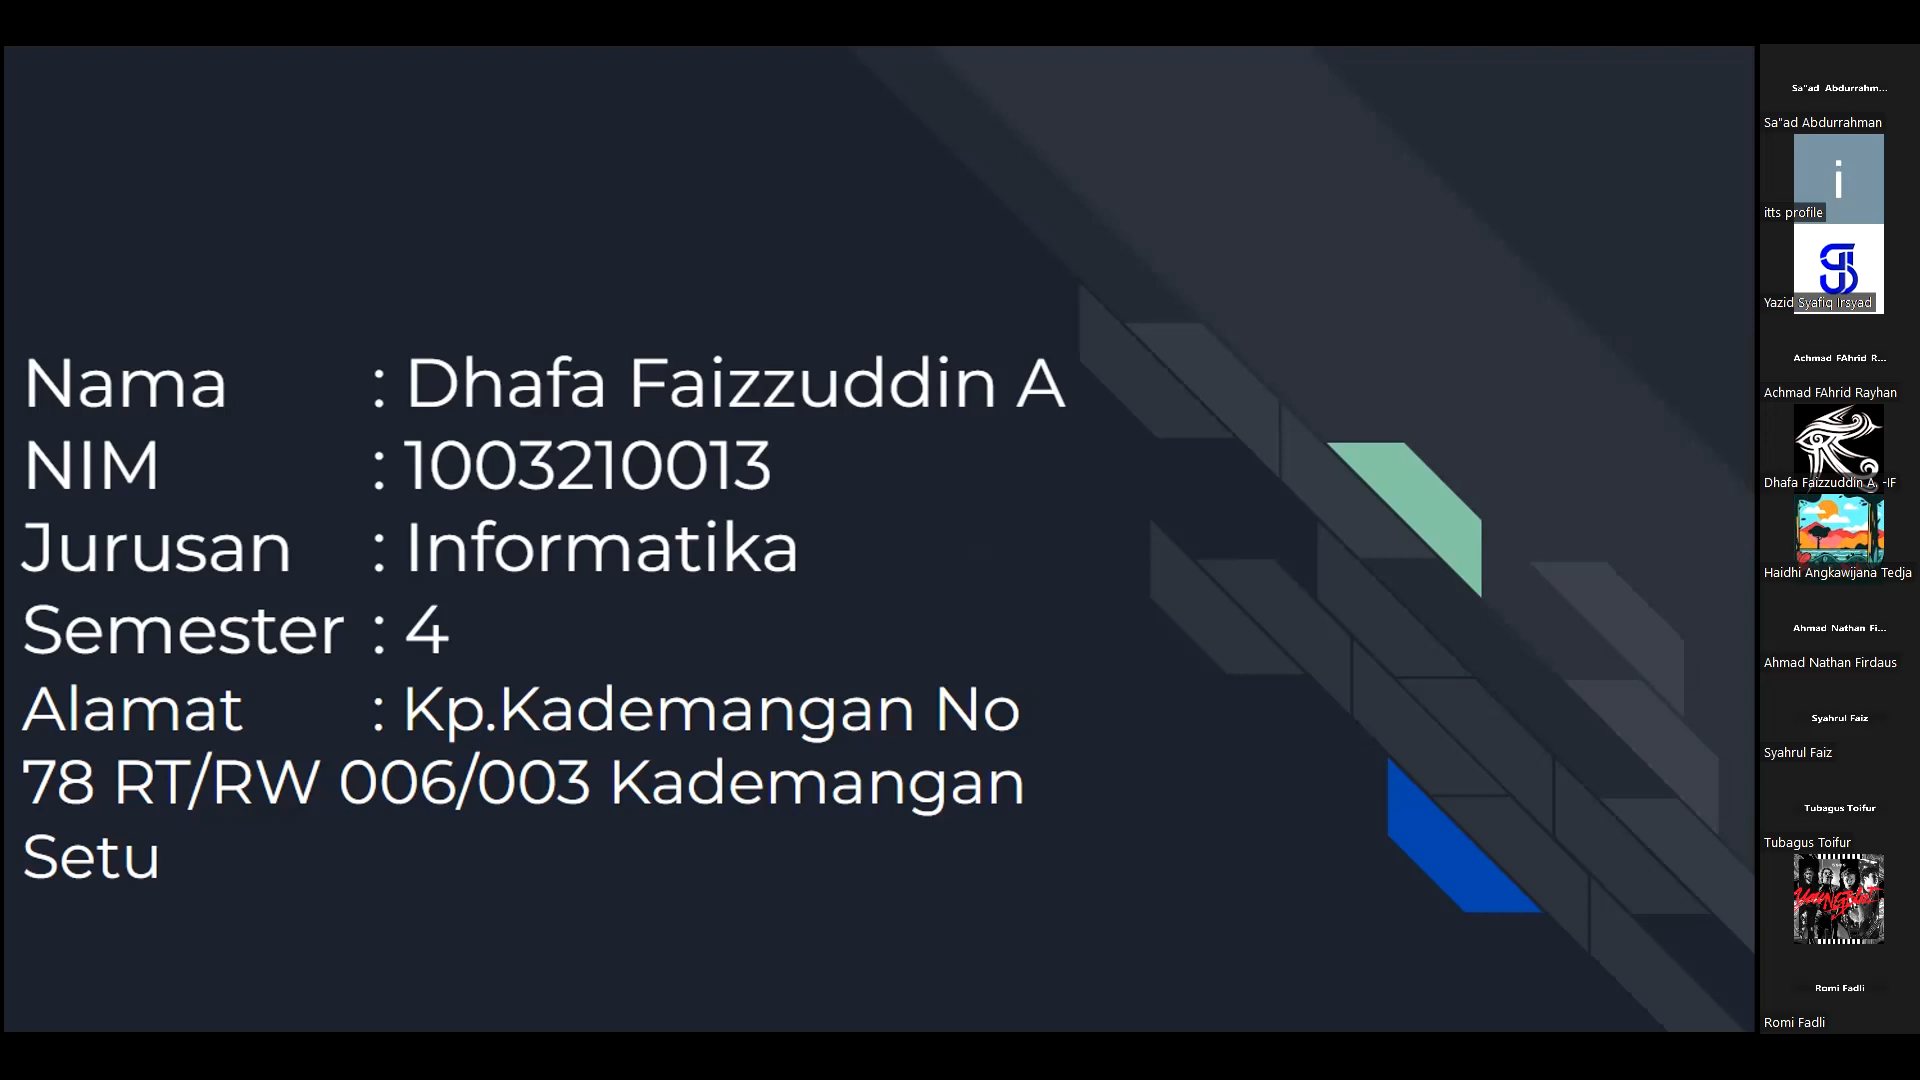 Nama : Dhafa Faizzuddin A
NIM : 1003210013
Jurusan : Informatika
Semester : 4
Alamat : Kp.Kademangan No
78 RT/RW 006/003 Kademangan
Setu
Sa"ad Abdurrahm...
Sa"ad Abdurrahman
i
itts profile
Yazid Syafiq Irsyad
Achmad FAhrid R...
Achmad FAhrid Rayhan
Dhafa Faizzuddin A. -IF
Haidhi Angkawijana Tedja
Ahmad Nathan Fi...
Ahmad Nathan Firdaus
Syahrul Faiz
Syahrul Faiz
Tubagus Toifur
Tubagus Toifur
Romi Fadli
Romi Fadli